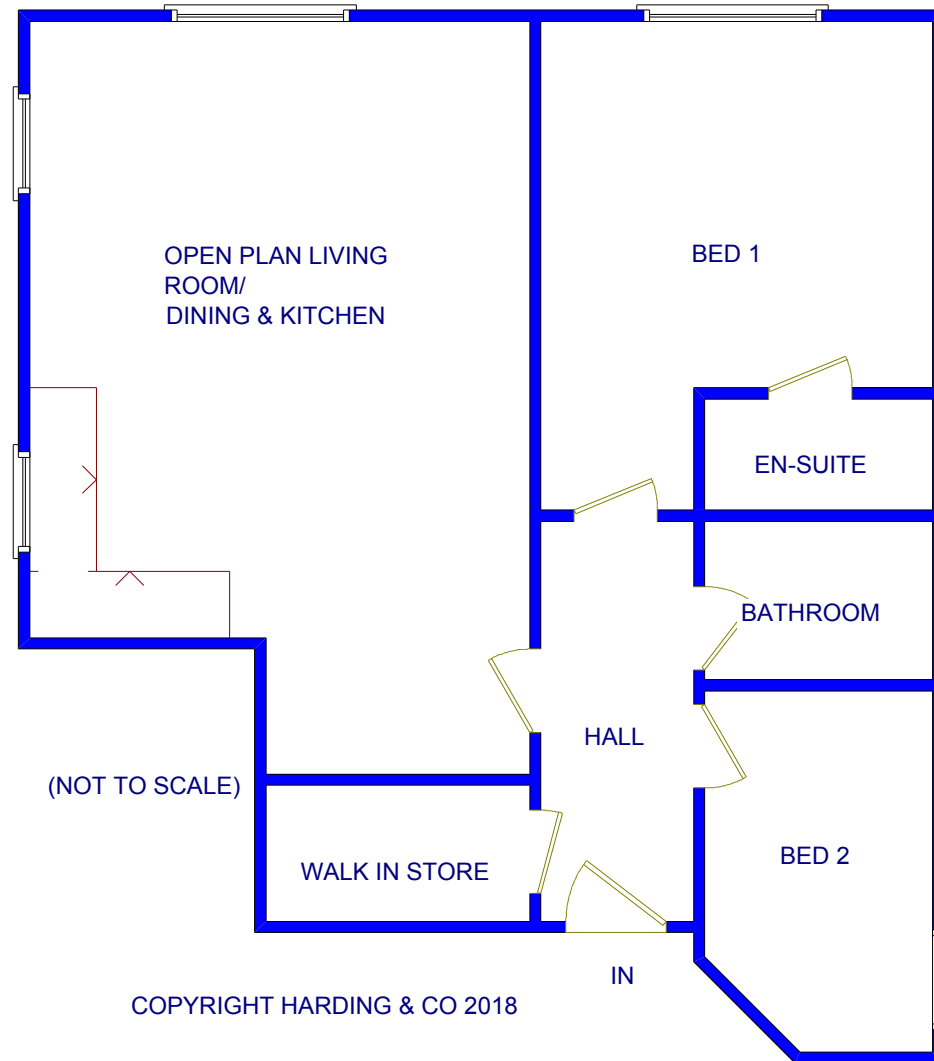 OPEN PLAN LIVING
ROOM/
DINING & KITCHEN
BED 1
EN-SUITE
BATHROOM
HALL
(NOT TO SCALE)
WALK IN STORE
BED 2
IN
COPYRIGHT HARDING & CO 2018